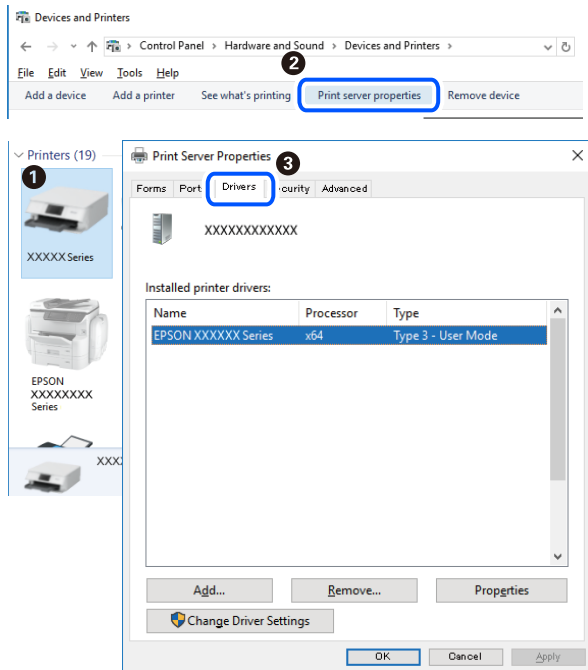 Devices and Printers
Control Panel > Hardware and Sound > Devices and Printers >
2
File Edit View Tools Help
Add a device Add a printer See what's printing Print server properties Remove device
Printers (19)
1
XXXXX Series
EPSON
XXXXXXXX
Series
XXX
Print Server Properties
3
Forms Port Drivers curity Advanced
XXXXXXXXXXXX
Installed printer drivers:
Name Processor Type
EPSON XXXXXX Series x64 Type 3 - User Mode
Add... Remove... Properties
Change Driver Settings
OK Cancel Apply